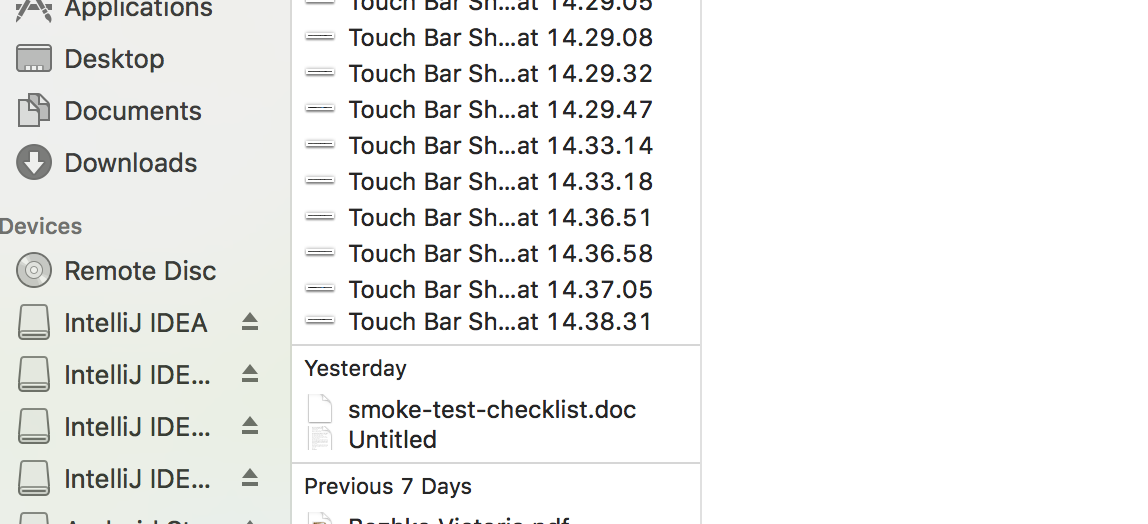 Applications
Desktop
Documents
Downloads
Devices
Remote Disc
IntelliJ IDEA
IntelliJ IDE...
IntelliJ IDE...
IntelliJ IDE...
Touch Bar Sh...at 14.29.05
Touch Bar Sh...at 14.29.08
Touch Bar Sh...at 14.29.32
Touch Bar Sh...at 14.29.47
Touch Bar Sh...at 14.33.14
Touch Bar Sh...at 14.33.18
Touch Bar Sh...at 14.36.51
Touch Bar Sh...at 14.36.58
Touch Bar Sh...at 14.37.05
Touch Bar Sh...at 14.38.31
Yesterday
smoke-test-checklist.doc
Untitled
Previous 7 Days